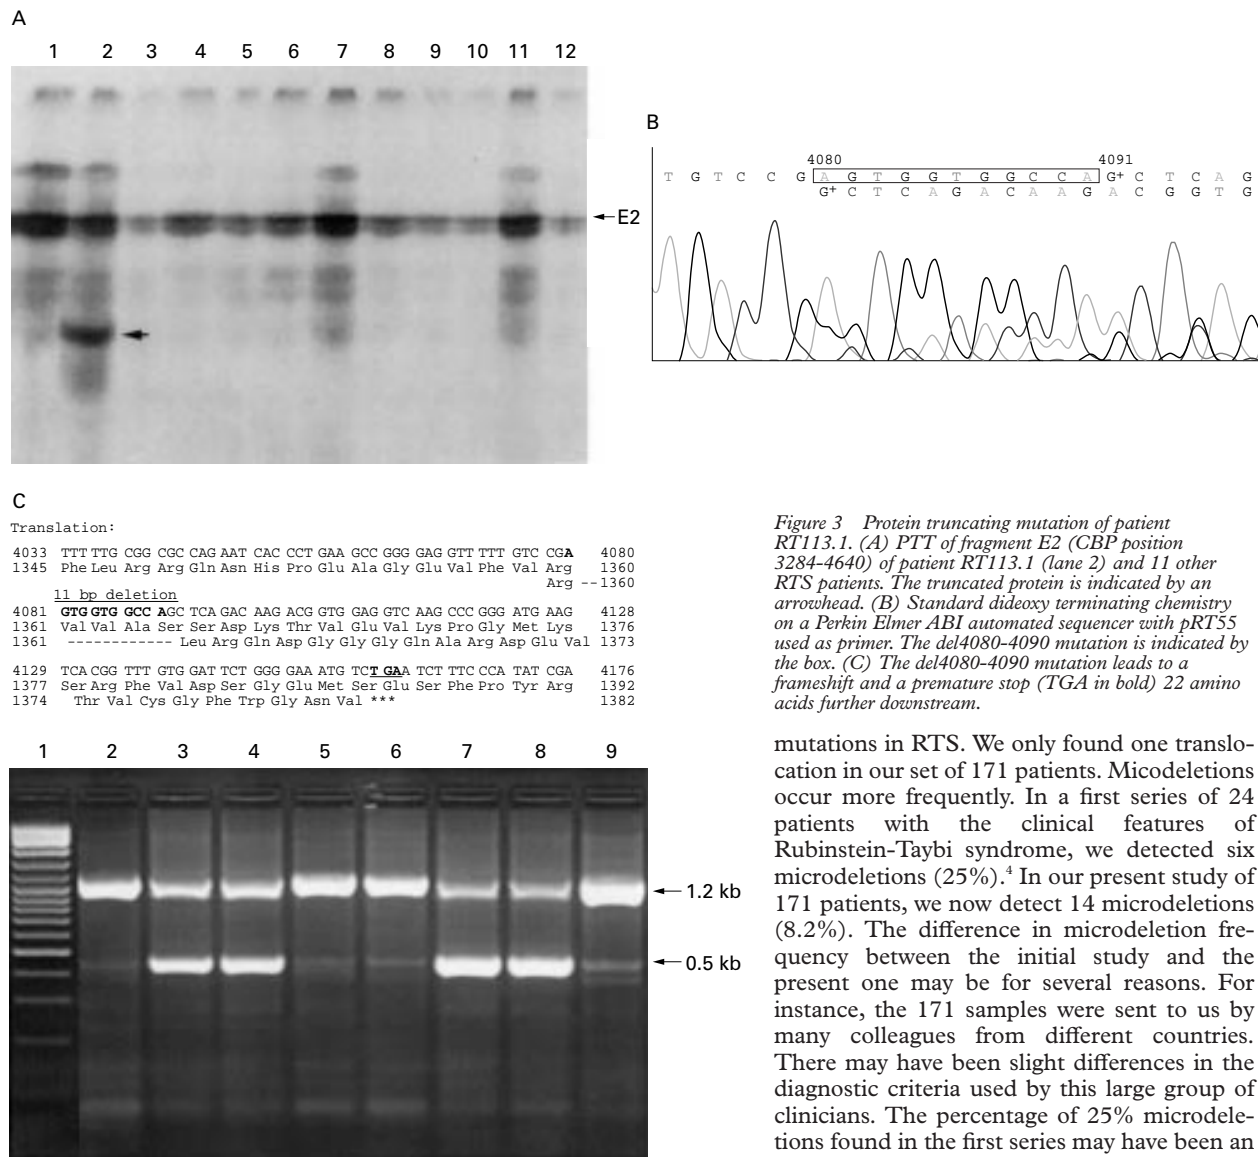 A
1 2 3 4 5 6 7 8 9 10 11 12
E2
B
4080 4091
T G T C C G A G T G G T G G C C A G+ C T C A G
G+ C T C A G A C A A G A C G G T G
C
Translation:
4033 TTT TTG CGG CGC CAG AAT CAC CCT GAA GCC GGG GAG GTT TTT GTC CGA 4080
1345 Phe Leu Arg Arg Gln Asn His Pro Glu Ala Gly Glu Val Phe Val Arg 1360
Arg --1360
11 bp deletion
4081 GTG GTG GCC AGC TCA GAC AAG ACG GTG GAG GTC AAG CCC GGG ATG AAG 4128
1361 Val Val Ala Ser Ser Asp Lys Thr Val Glu Val Lys Pro Gly Met Lys 1376
1361 ------------ Leu Arg Gln Asp Gly Gly Gly Gln Ala Arg Asp Glu Val 1373
4129 TCA CGG TTT GTG GAT TCT GGG GAA ATG TCT GAA TCT TTC CCA TAT CGA 4176
1377 Ser Arg Phe Val Asp Ser Gly Glu Met Ser Glu Ser Phe Pro Tyr Arg 1392
1374 Thr Val Cys Gly Phe Trp Gly Asn Val *** 1382
1 2 3 4 5 6 7 8 9
1.2 kb
0.5 kb
Figure 3 Protein truncating mutation of patient
RT113.1. (A) PTT of fragment E2 (CBP position
3284-4640) of patient RT113.1 (lane 2) and 11 other
RTS patients. The truncated protein is indicated by an
arrowhead. (B) Standard dideoxy terminating chemistry
on a Perkin Elmer ABI automated sequencer with pRT55
used as primer. The del4080-4090 mutation is indicated by
the box. (C) The del4080-4090 mutation leads to a
frameshift and a premature stop (TGA in bold) 22 amino
acids further downstream.
mutations in RTS. We only found one translo-
cation in our set of 171 patients. Micodeletions
occur more frequently. In a first series of 24
patients with the clinical features of
Rubinstein-Taybi syndrome, we detected six
microdeletions (25%).⁴ In our present study of
171 patients, we now detect 14 microdeletions
(8.2%). The difference in microdeletion fre-
quency between the initial study and the
present one may be for several reasons. For
instance, the 171 samples were sent to us by
many colleagues from different countries.
There may have been slight differences in the
diagnostic criteria used by this large group of
clinicians. The percentage of 25% microdele-
tions found in the first series may have been an